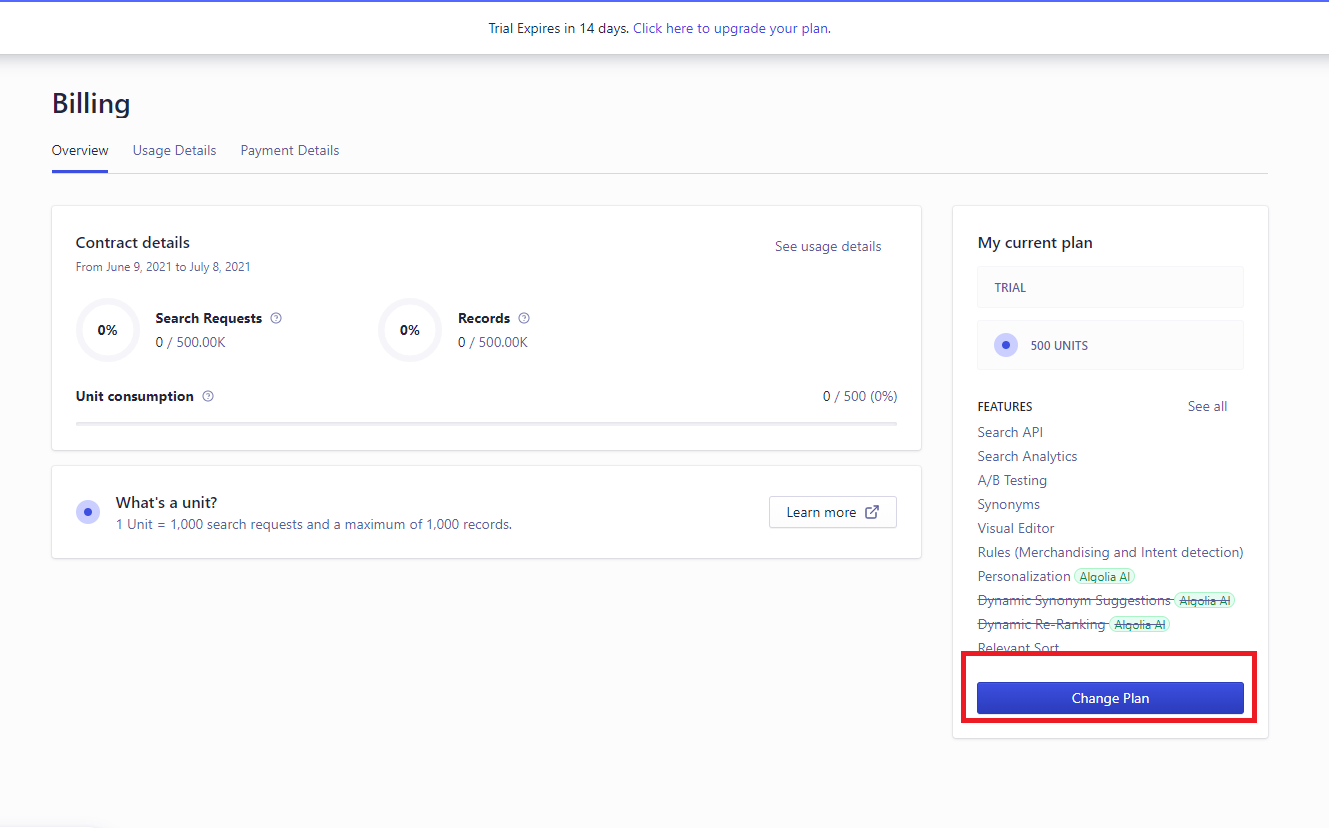 Trial Expires in 14 days. Click here to upgrade your plan.
Billing
Overview Usage Details Payment Details
Contract details
See usage details
From June 9, 2021 to July 8, 2021
0% Search Requests
0 / 500.00K
0% Records
0 / 500.00K
Unit consumption 0 / 500 (0%)
What's a unit?
1 Unit = 1,000 search requests and a maximum of 1,000 records.
Learn more
My current plan
TRIAL
500 UNITS
FEATURES See all
Search API
Search Analytics
A/B Testing
Synonyms
Visual Editor
Rules (Merchandising and Intent detection)
Personalization Algolia AI
Dynamic Synonym Suggestions Algolia AI
Dynamic Re-Ranking Algolia AI
Relevant Sort
Change Plan